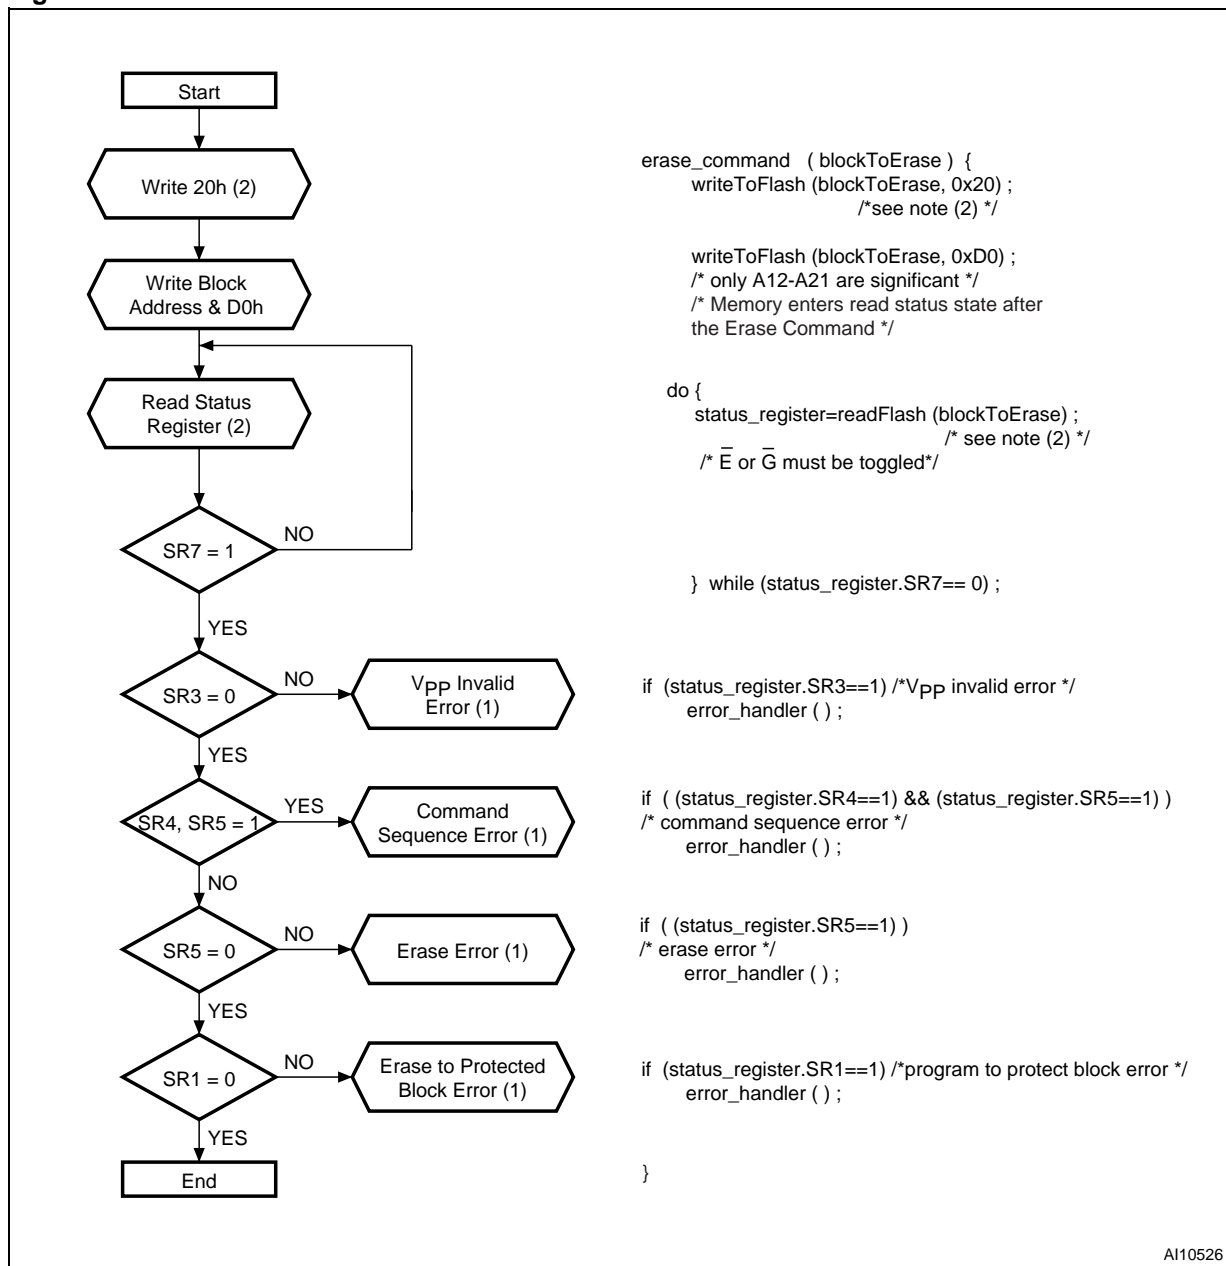 Start
Write 20h (2)
Write Block
Address & D0h
Read Status
Register (2)
SR7 = 1
NO
YES
SR3 = 0
NO
VPP Invalid
Error (1)
YES
SR4, SR5 = 1
YES
Command
Sequence Error (1)
NO
SR5 = 0
NO
Erase Error (1)
YES
SR1 = 0
NO
Erase to Protected
Block Error (1)
YES
End
erase_command ( blockToErase ) {
writeToFlash (blockToErase, 0x20) ;
/*see note (2) */
writeToFlash (blockToErase, 0xD0) ;
/* only A12-A21 are significant */
/* Memory enters read status state after
the Erase Command */
do {
status_register=readFlash (blockToErase) ;
/* see note (2) */
/* E̅ or G̅ must be toggled*/
} while (status_register.SR7== 0) ;
if (status_register.SR3==1) /*VPP invalid error */
error_handler ( ) ;
if ( (status_register.SR4==1) && (status_register.SR5==1) )
/* command sequence error */
error_handler ( ) ;
if ( (status_register.SR5==1) )
/* erase error */
error_handler ( ) ;
if (status_register.SR1==1) /*program to protect block error */
error_handler ( ) ;
}
AI10526